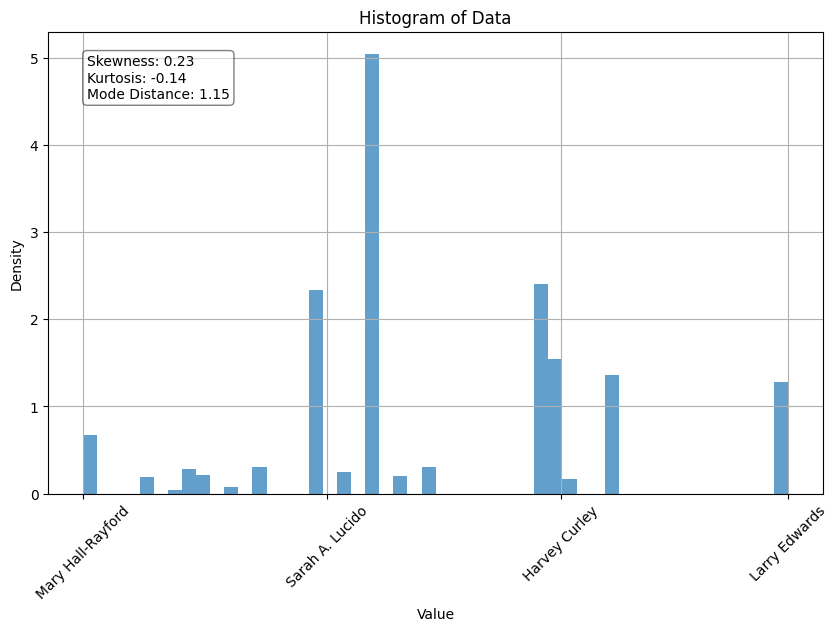 Histogram of Data
Skewness: 0.23
Kurtosis: -0.14
Mode Distance: 1.15
5
4
3
2
1
0
Density
Mary Hall-Rayford
Sarah A. Lucido
Harvey Curley
Larry Edwards
Value